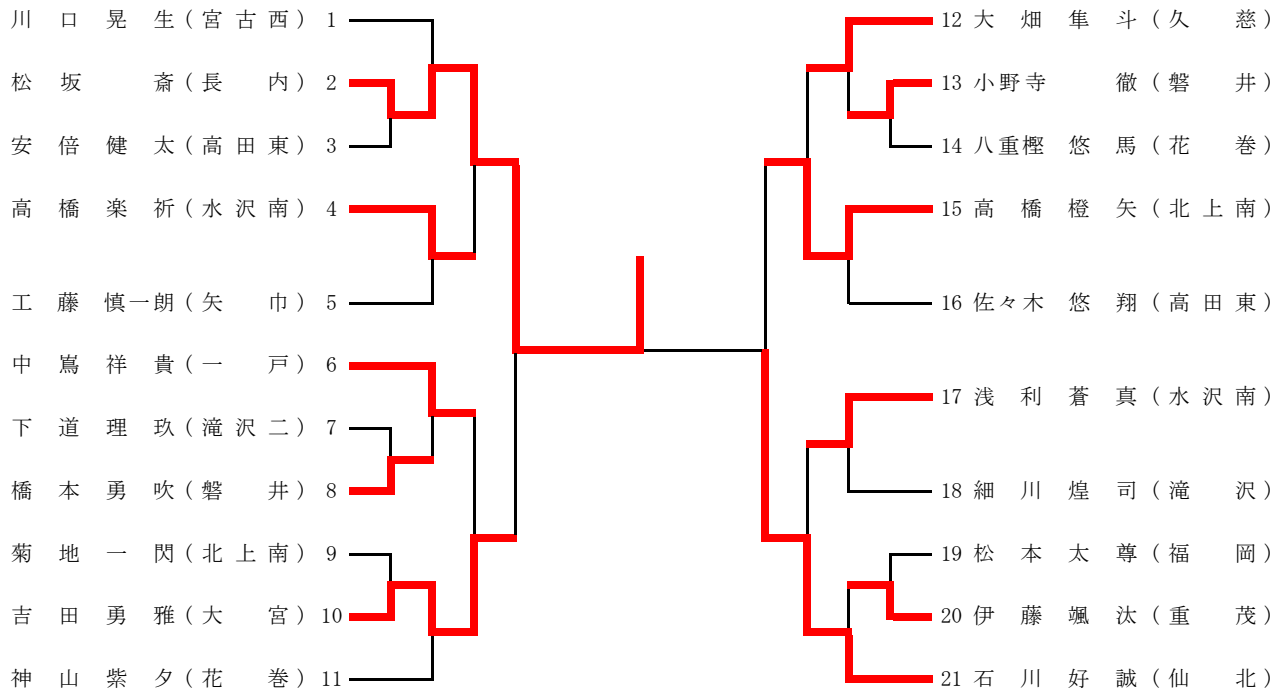 川口晃生(宮古西) 1
松坂斎(長内) 2
安倍健太(高田東) 3
高橋楽祈(水沢南) 4
工藤慎一朗(矢巾) 5
中嶌祥貴(一戸) 6
下道理玖(滝沢二) 7
橋本勇吹(磐井) 8
菊地一閃(北上南) 9
吉田勇雅(大宮) 10
神山紫夕(花巻) 11
12 大畑隼斗(久慈)
13 小野寺徹(磐井)
14 八重樫悠馬(花巻)
15 高橋橙矢(北上南)
16 佐々木悠翔(高田東)
17 浅利蒼真(水沢南)
18 細川煌司(滝沢)
19 松本太尊(福岡)
20 伊藤颯汰(重茂)
21 石川好誠(仙北)